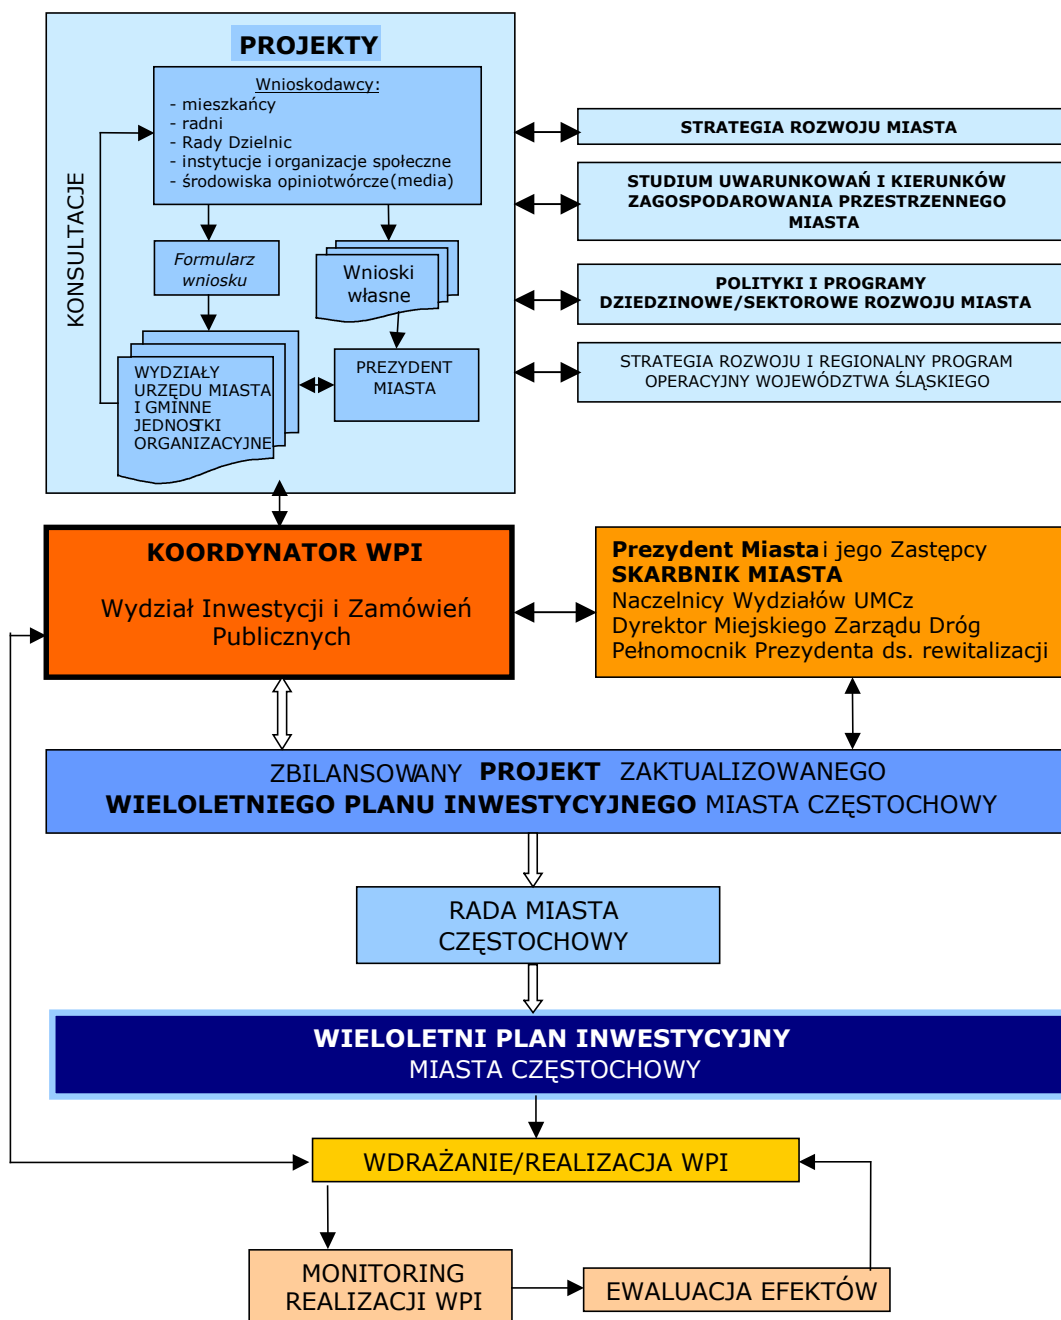 PROJEKTY
Wnioskodawcy:
- mieszkańcy
- radni
- Rady Dzielnic
- instytucje i organizacje społeczne
- środowiska opiniotwórcze (media)
KONSULTACJE
Formularz
wniosku
Wnioski
własne
WYDZIAŁY
URZĘDU MIASTA
I GMINNE
JEDNOSTKI
ORGANIZACYJNE
PREZYDENT
MIASTA
STRATEGIA ROZWOJU MIASTA
STUDIUM UWARUNKOWAŃ I KIERUNKÓW
ZAGOSPODAROWANIA PRZESTRZENNEGO
MIASTA
POLITYKI I PROGRAMY
DZIEDZINOWE/SEKTOROWE ROZWOJU MIASTA
STRATEGIA ROZWOJU I REGIONALNY PROGRAM
OPERACYJNY WOJEWÓDZTWA ŚLĄSKIEGO
KOORDYNATOR WPI
Wydział Inwestycji i Zamówień
Publicznych
Prezydent Miasta i jego Zastępcy
SKARBNIK MIASTA
Naczelnicy Wydziałów UMCz
Dyrektor Miejskiego Zarządu Dróg
Pełnomocnik Prezydenta ds. rewitalizacji
ZBILANSOWANY PROJEKT ZAKTUALIZOWANEGO
WIELOLETNIEGO PLANU INWESTYCYJNEGO MIASTA CZĘSTOCHOWY
RADA MIASTA
CZĘSTOCHOWY
WIELOLETNI PLAN INWESTYCYJNY
MIASTA CZĘSTOCHOWY
WDRAŻANIE/REALIZACJA WPI
MONITORING
REALIZACJI WPI
EWALUACJA EFEKTÓW